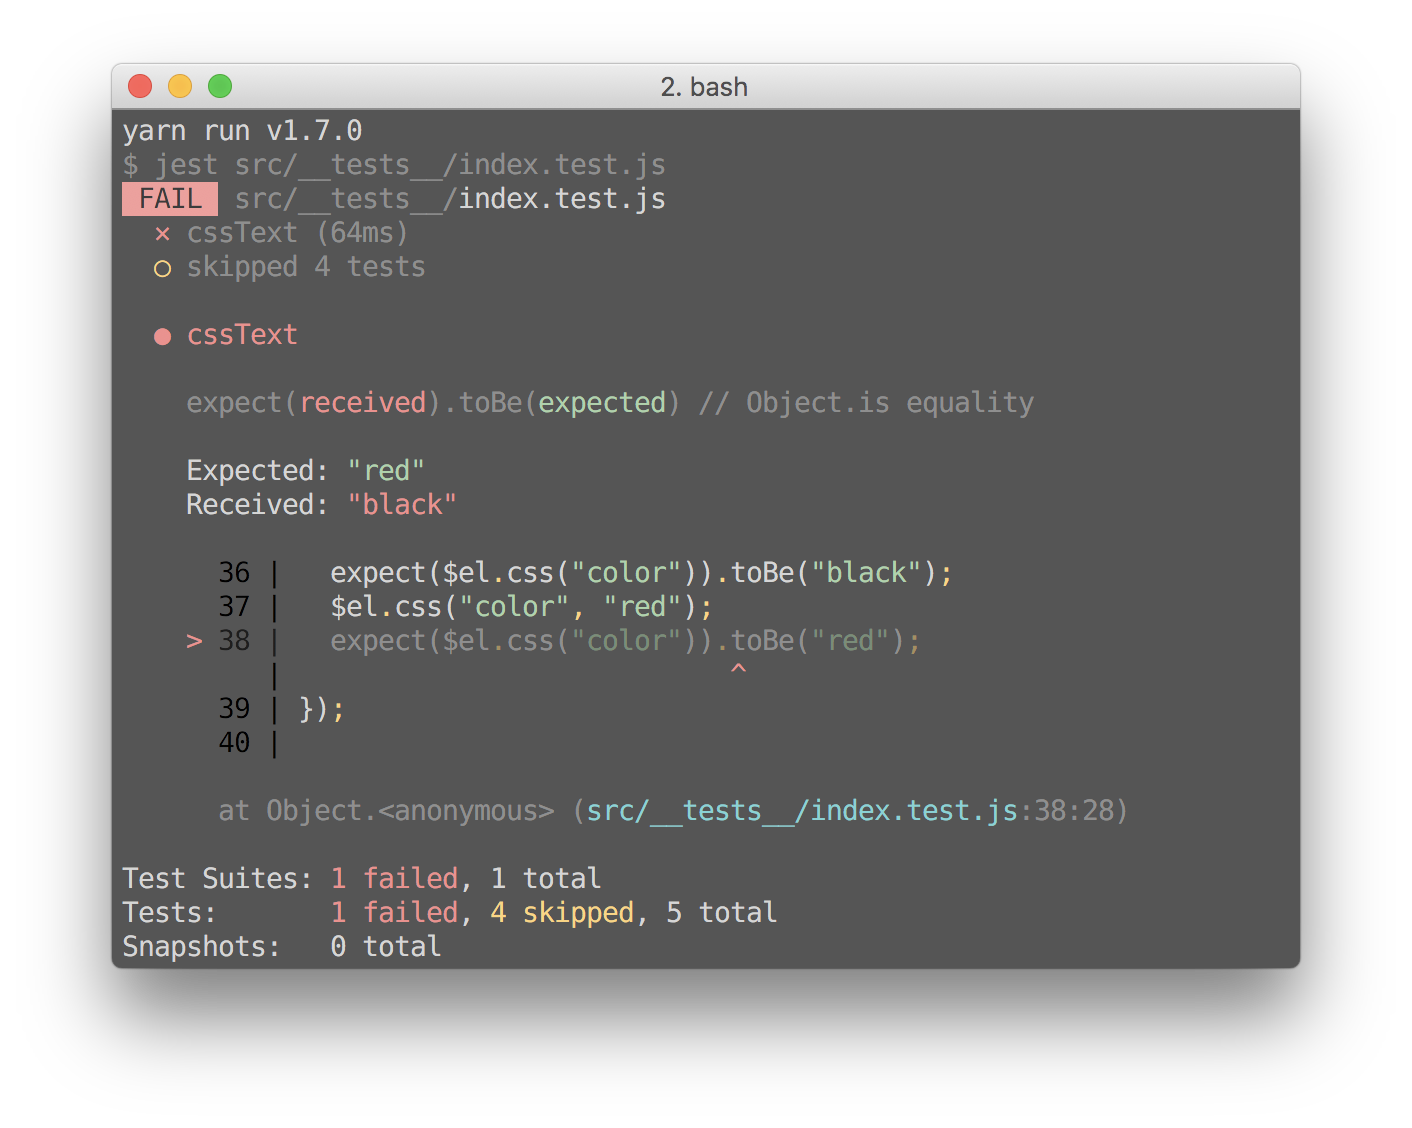 2. bash
yarn run v1.7.0
$ jest src/__tests__/index.test.js
FAIL src/__tests__/index.test.js
× cssText (64ms)
○ skipped 4 tests
● cssText
expect(received).toBe(expected) // Object.is equality
Expected: "red"
Received: "black"
36 |   expect($el.css("color")).toBe("black");
37 |   $el.css("color", "red");
> 38 |   expect($el.css("color")).toBe("red");
|                            ^
39 | });
40 |
at Object.<anonymous> (src/__tests__/index.test.js:38:28)
Test Suites: 1 failed, 1 total
Tests:       1 failed, 4 skipped, 5 total
Snapshots:   0 total